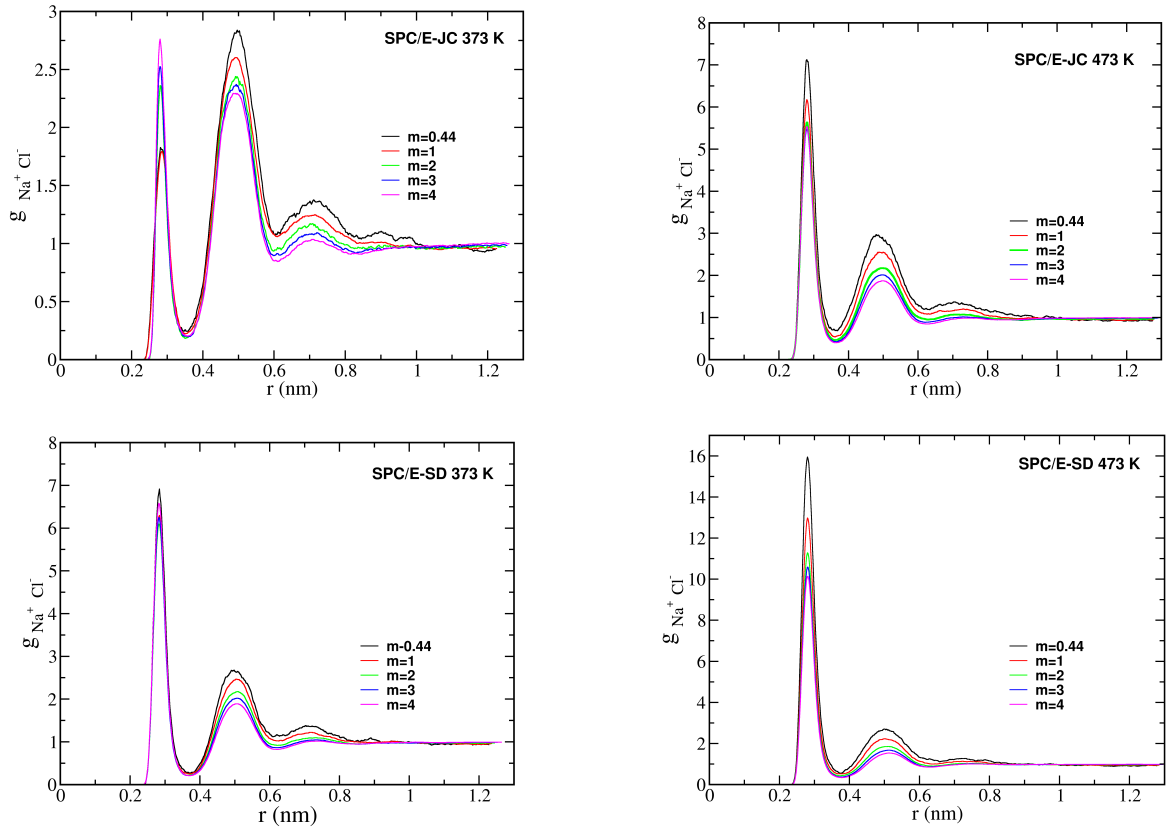 3
2.5
2
1.5
1
0.5
0
SPC/E-JC 373 K
m=0.44
m=1
m=2
m=3
m=4
g Na+ Cl-
0 0.2 0.4 0.6 0.8 1 1.2
r (nm)
8
7
6
5
4
3
2
1
0
SPC/E-JC 473 K
m=0.44
m=1
m=2
m=3
m=4
g Na+ Cl-
0 0.2 0.4 0.6 0.8 1 1.2
r (nm)
8
7
6
5
4
3
2
1
0
SPC/E-SD 373 K
m-0.44
m=1
m=2
m=3
m=4
g Na+ Cl-
0 0.2 0.4 0.6 0.8 1 1.2
r (nm)
16
14
12
10
8
6
4
2
0
SPC/E-SD 473 K
m=0.44
m=1
m=2
m=3
m=4
g Na+ Cl-
0 0.2 0.4 0.6 0.8 1 1.2
r (nm)